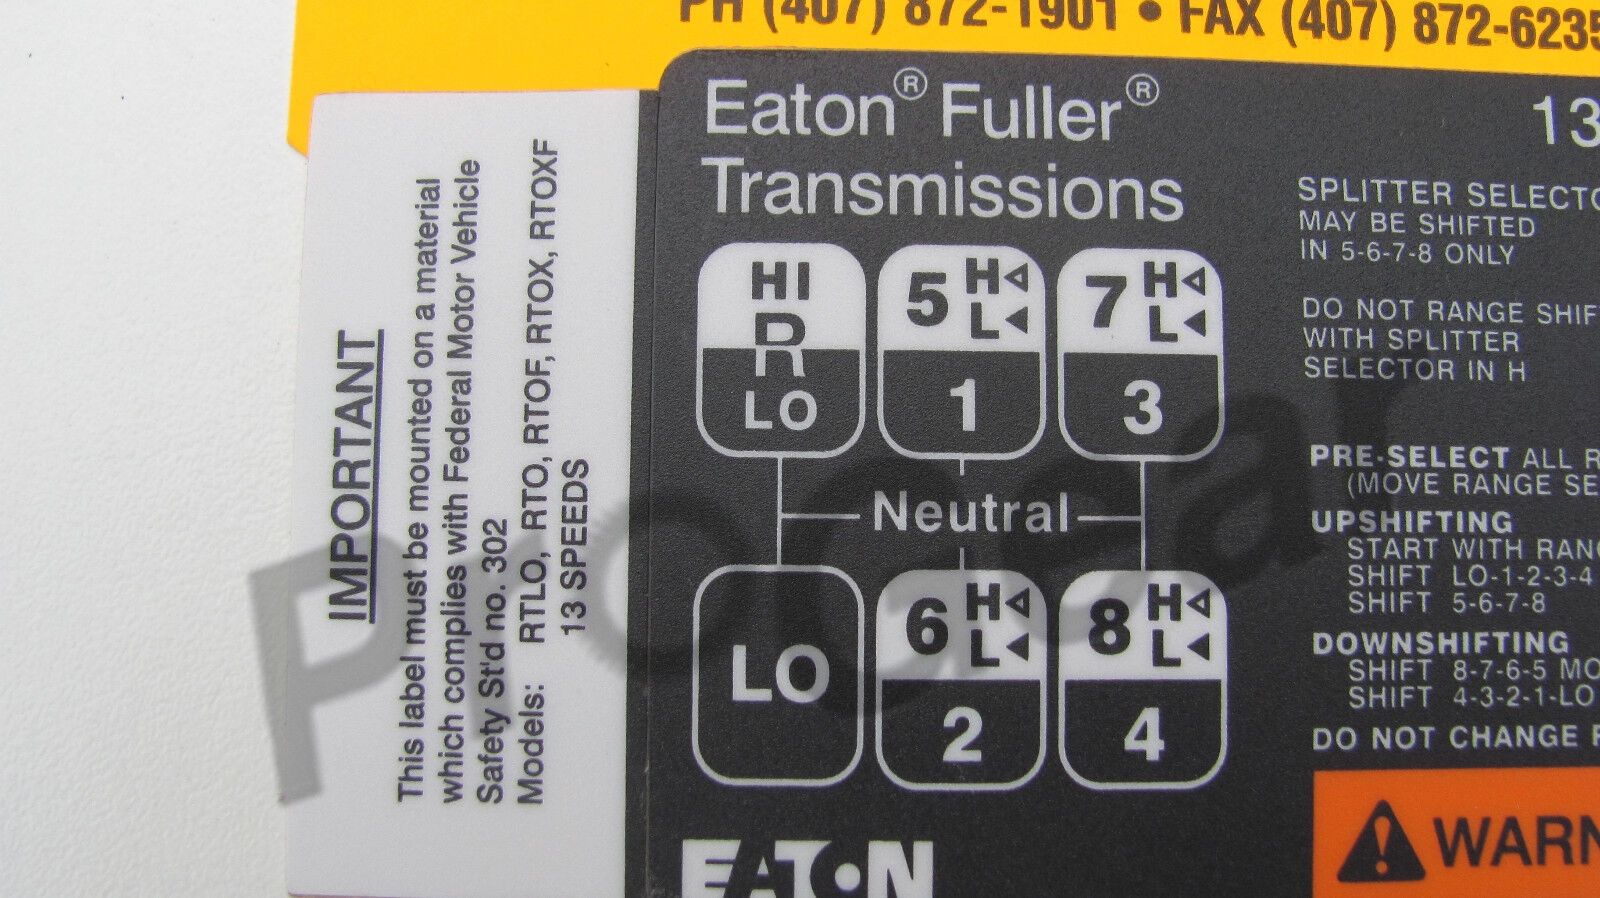 PH (407) 872-1901 • FAX (407) 872-6235
IMPORTANT
This label must be mounted on a material
which complies with Federal Motor Vehicle
Safety St'd no. 302
Models: RTLO, RTO, RTOF, RTOX, RTOXF
13 SPEEDS
Eaton® Fuller®
Transmissions
13
HI
R
LO
5 H
L
1
7 H
L
3
Neutral
LO
6 H
L
2
8 H
L
4
EATON
SPLITTER SELECTO
MAY BE SHIFTED
IN 5-6-7-8 ONLY
DO NOT RANGE SHIF
WITH SPLITTER
SELECTOR IN H
PRE-SELECT ALL R
(MOVE RANGE SE
UPSHIFTING
START WITH RANG
SHIFT LO-1-2-3-4
SHIFT 5-6-7-8
DOWNSHIFTING
SHIFT 8-7-6-5 MO
SHIFT 4-3-2-1-LO
DO NOT CHANGE
WARN